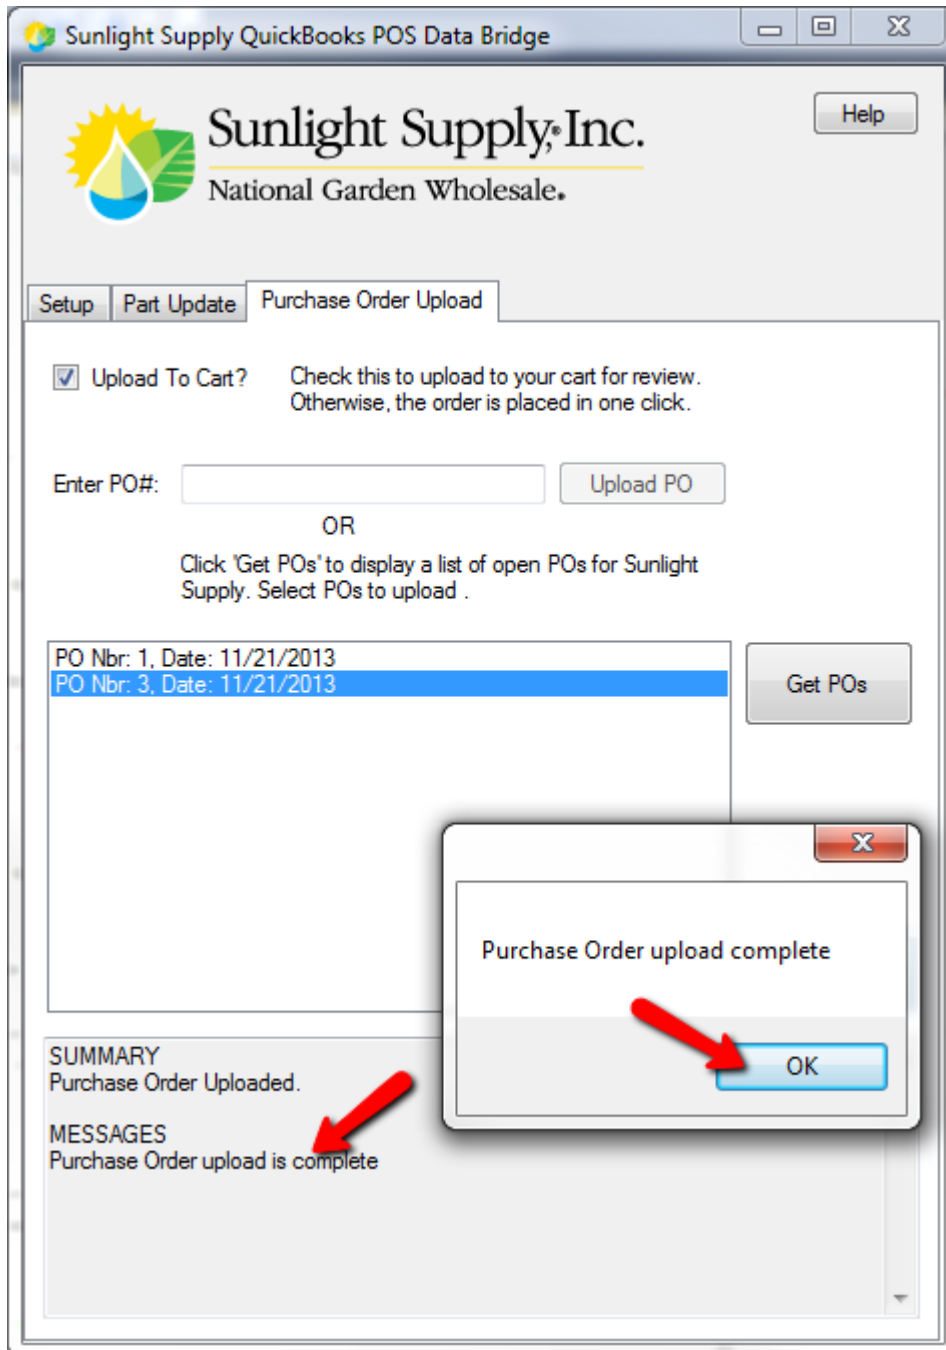 Sunlight Supply QuickBooks POS Data Bridge
Sunlight Supply, Inc.
National Garden Wholesale.
Help
Setup
Part Update
Purchase Order Upload
Upload To Cart?
Check this to upload to your cart for review.
Otherwise, the order is placed in one click.
Enter PO#:
Upload PO
OR
Click 'Get POs' to display a list of open POs for Sunlight
Supply. Select POs to upload .
PO Nbr: 1, Date: 11/21/2013
PO Nbr: 3, Date: 11/21/2013
Get POs
Purchase Order upload complete
OK
SUMMARY
Purchase Order Uploaded.
MESSAGES
Purchase Order upload is complete